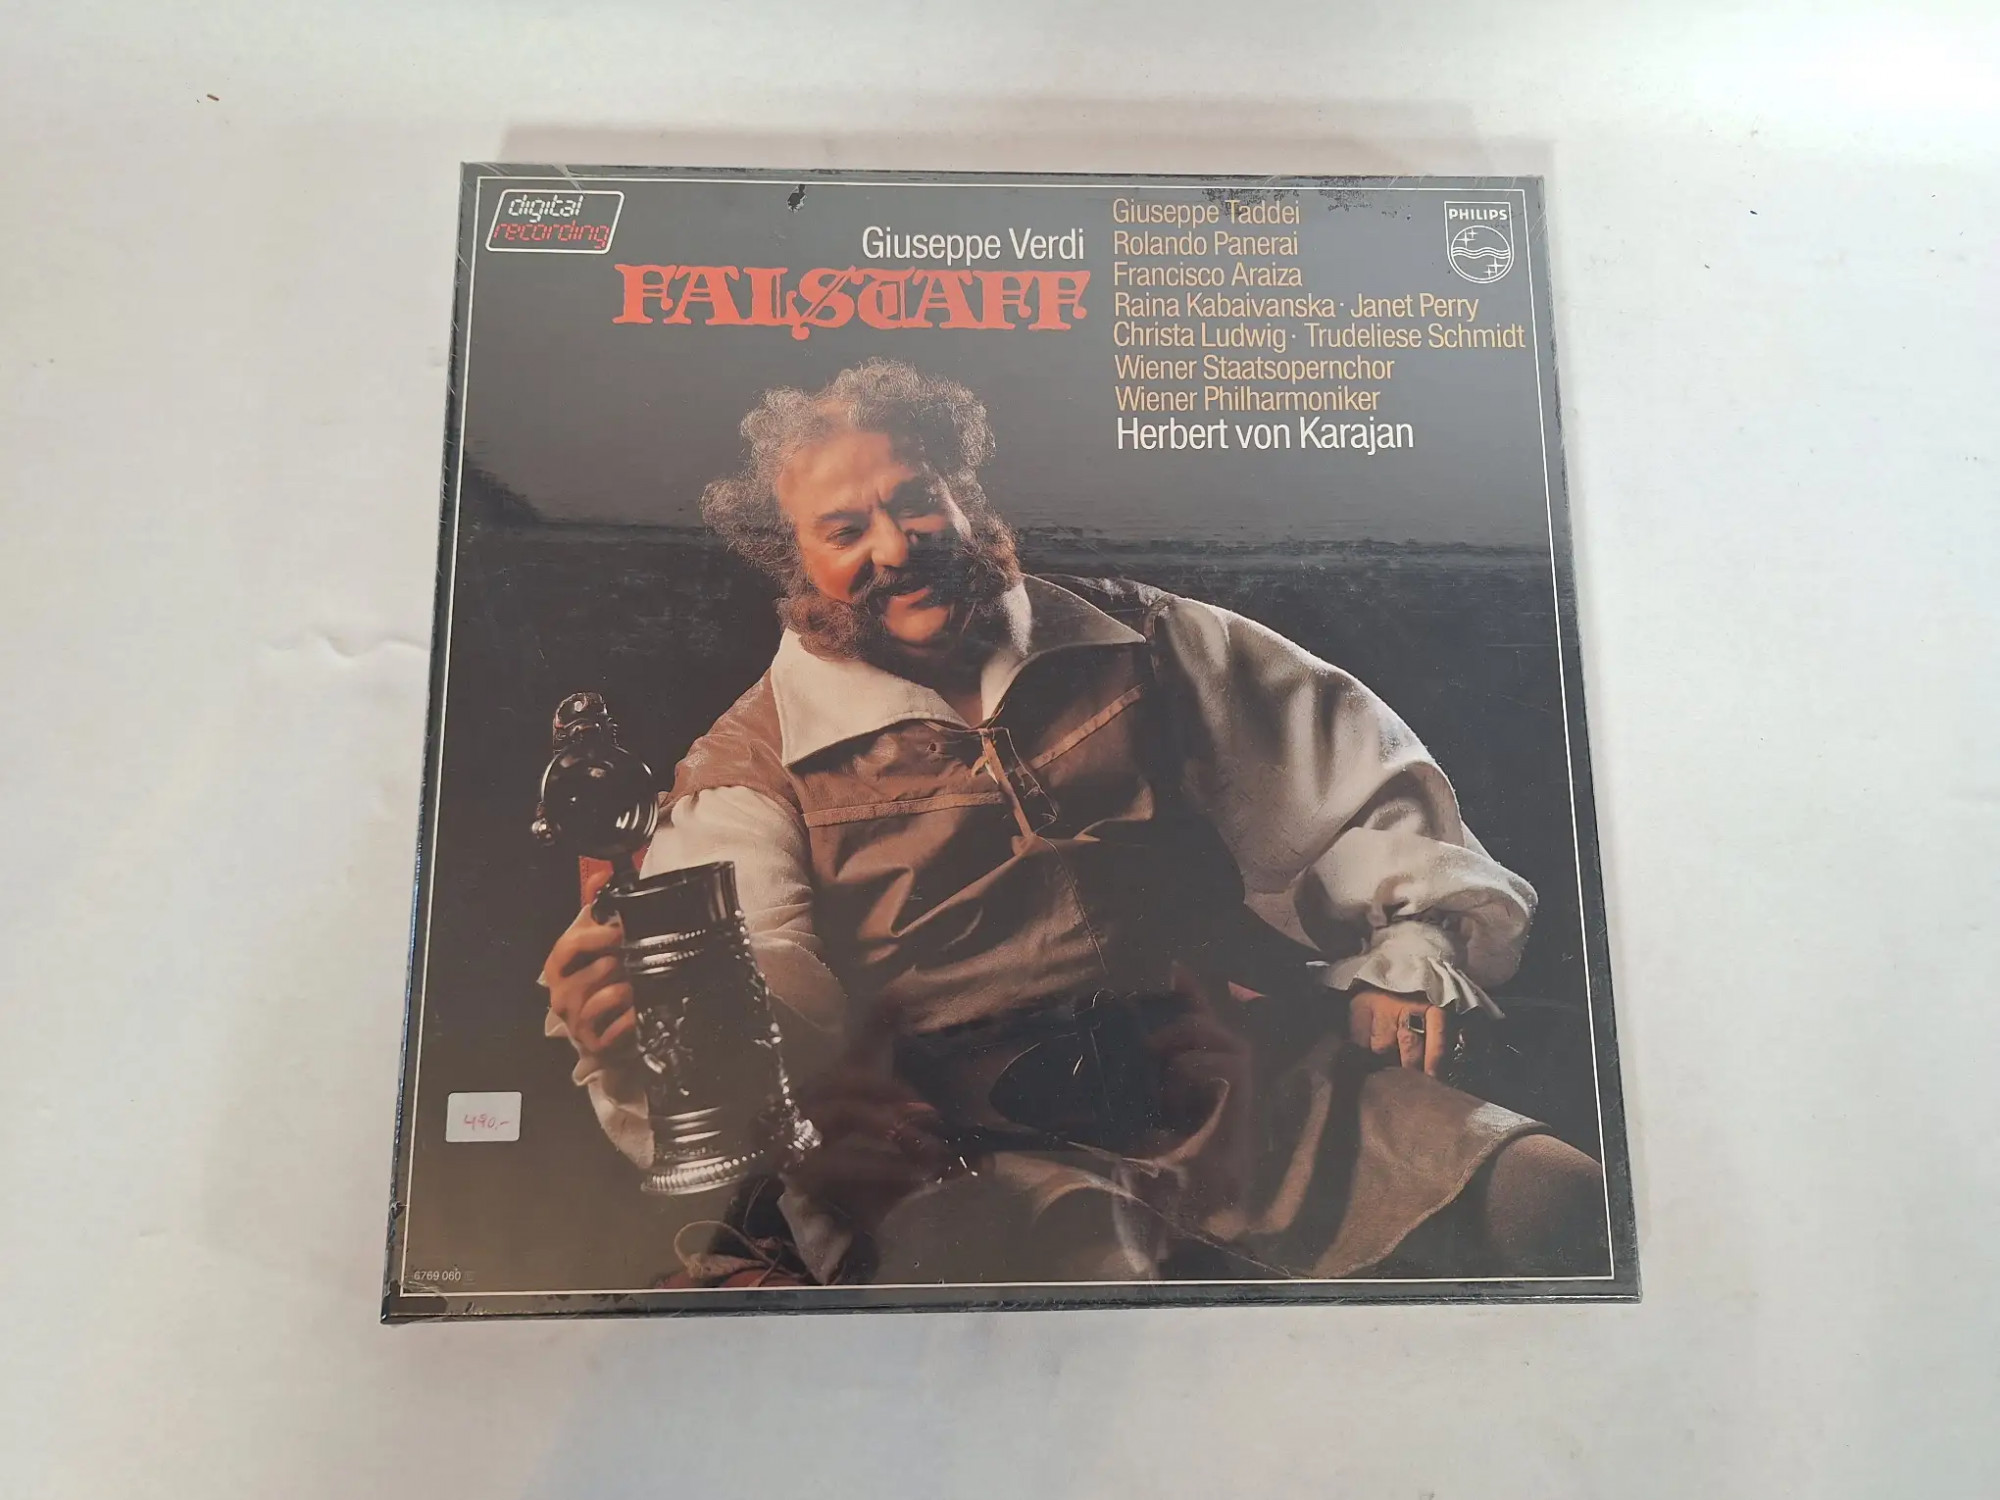 digital
recording
Giuseppe Verdi
FALSTAFF
Giuseppe Taddei
Rolando Panerai
Francisco Araiza
Raina Kabaivanska · Janet Perry
Christa Ludwig · Trudeliese Schmidt
Wiener Staatsopernchor
Wiener Philharmoniker
Herbert von Karajan
PHILIPS
490,-
6769 060